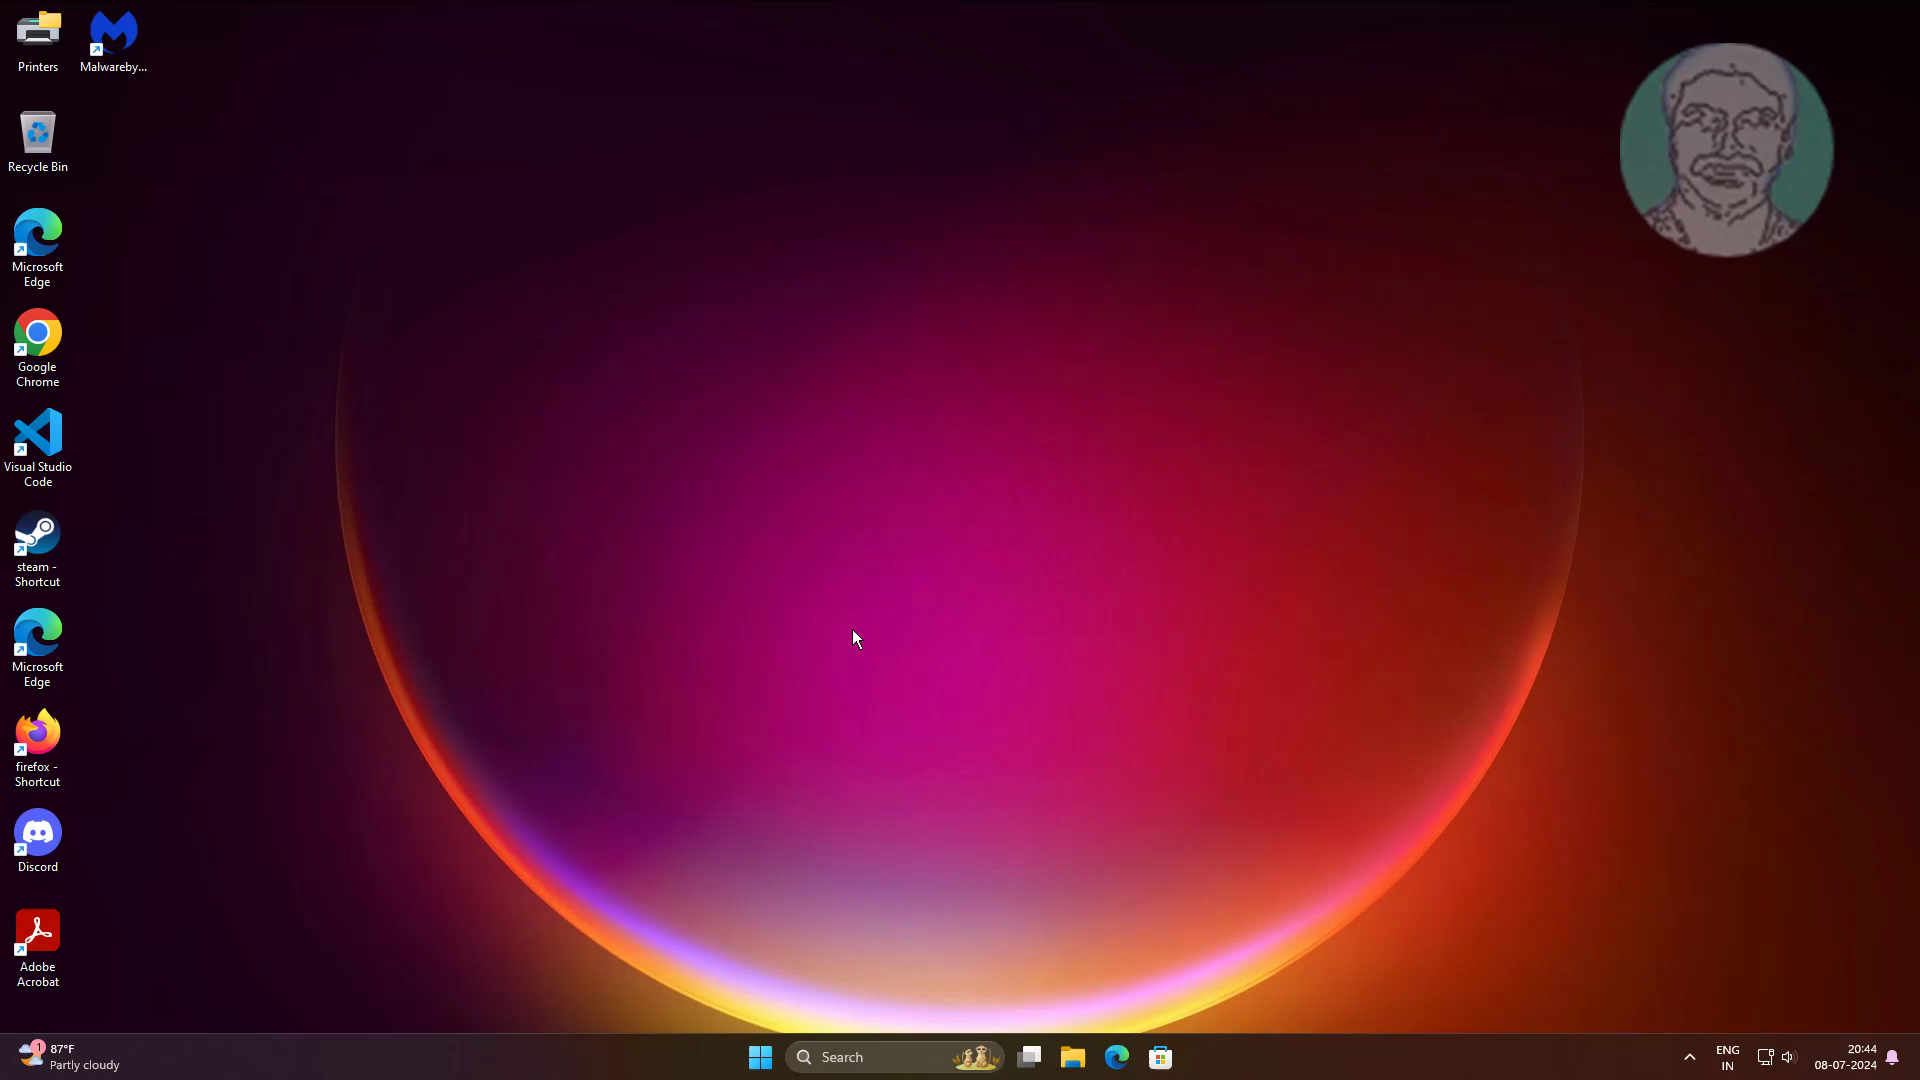 Printers
Malwareby...
Recycle Bin
Microsoft
Edge
Google
Chrome
Visual Studio
Code
steam -
Shortcut
Microsoft
Edge
firefox -
Shortcut
Discord
Adobe
Acrobat
1
87°F
Partly cloudy
Search
ENG
IN
20:44
08-07-2024